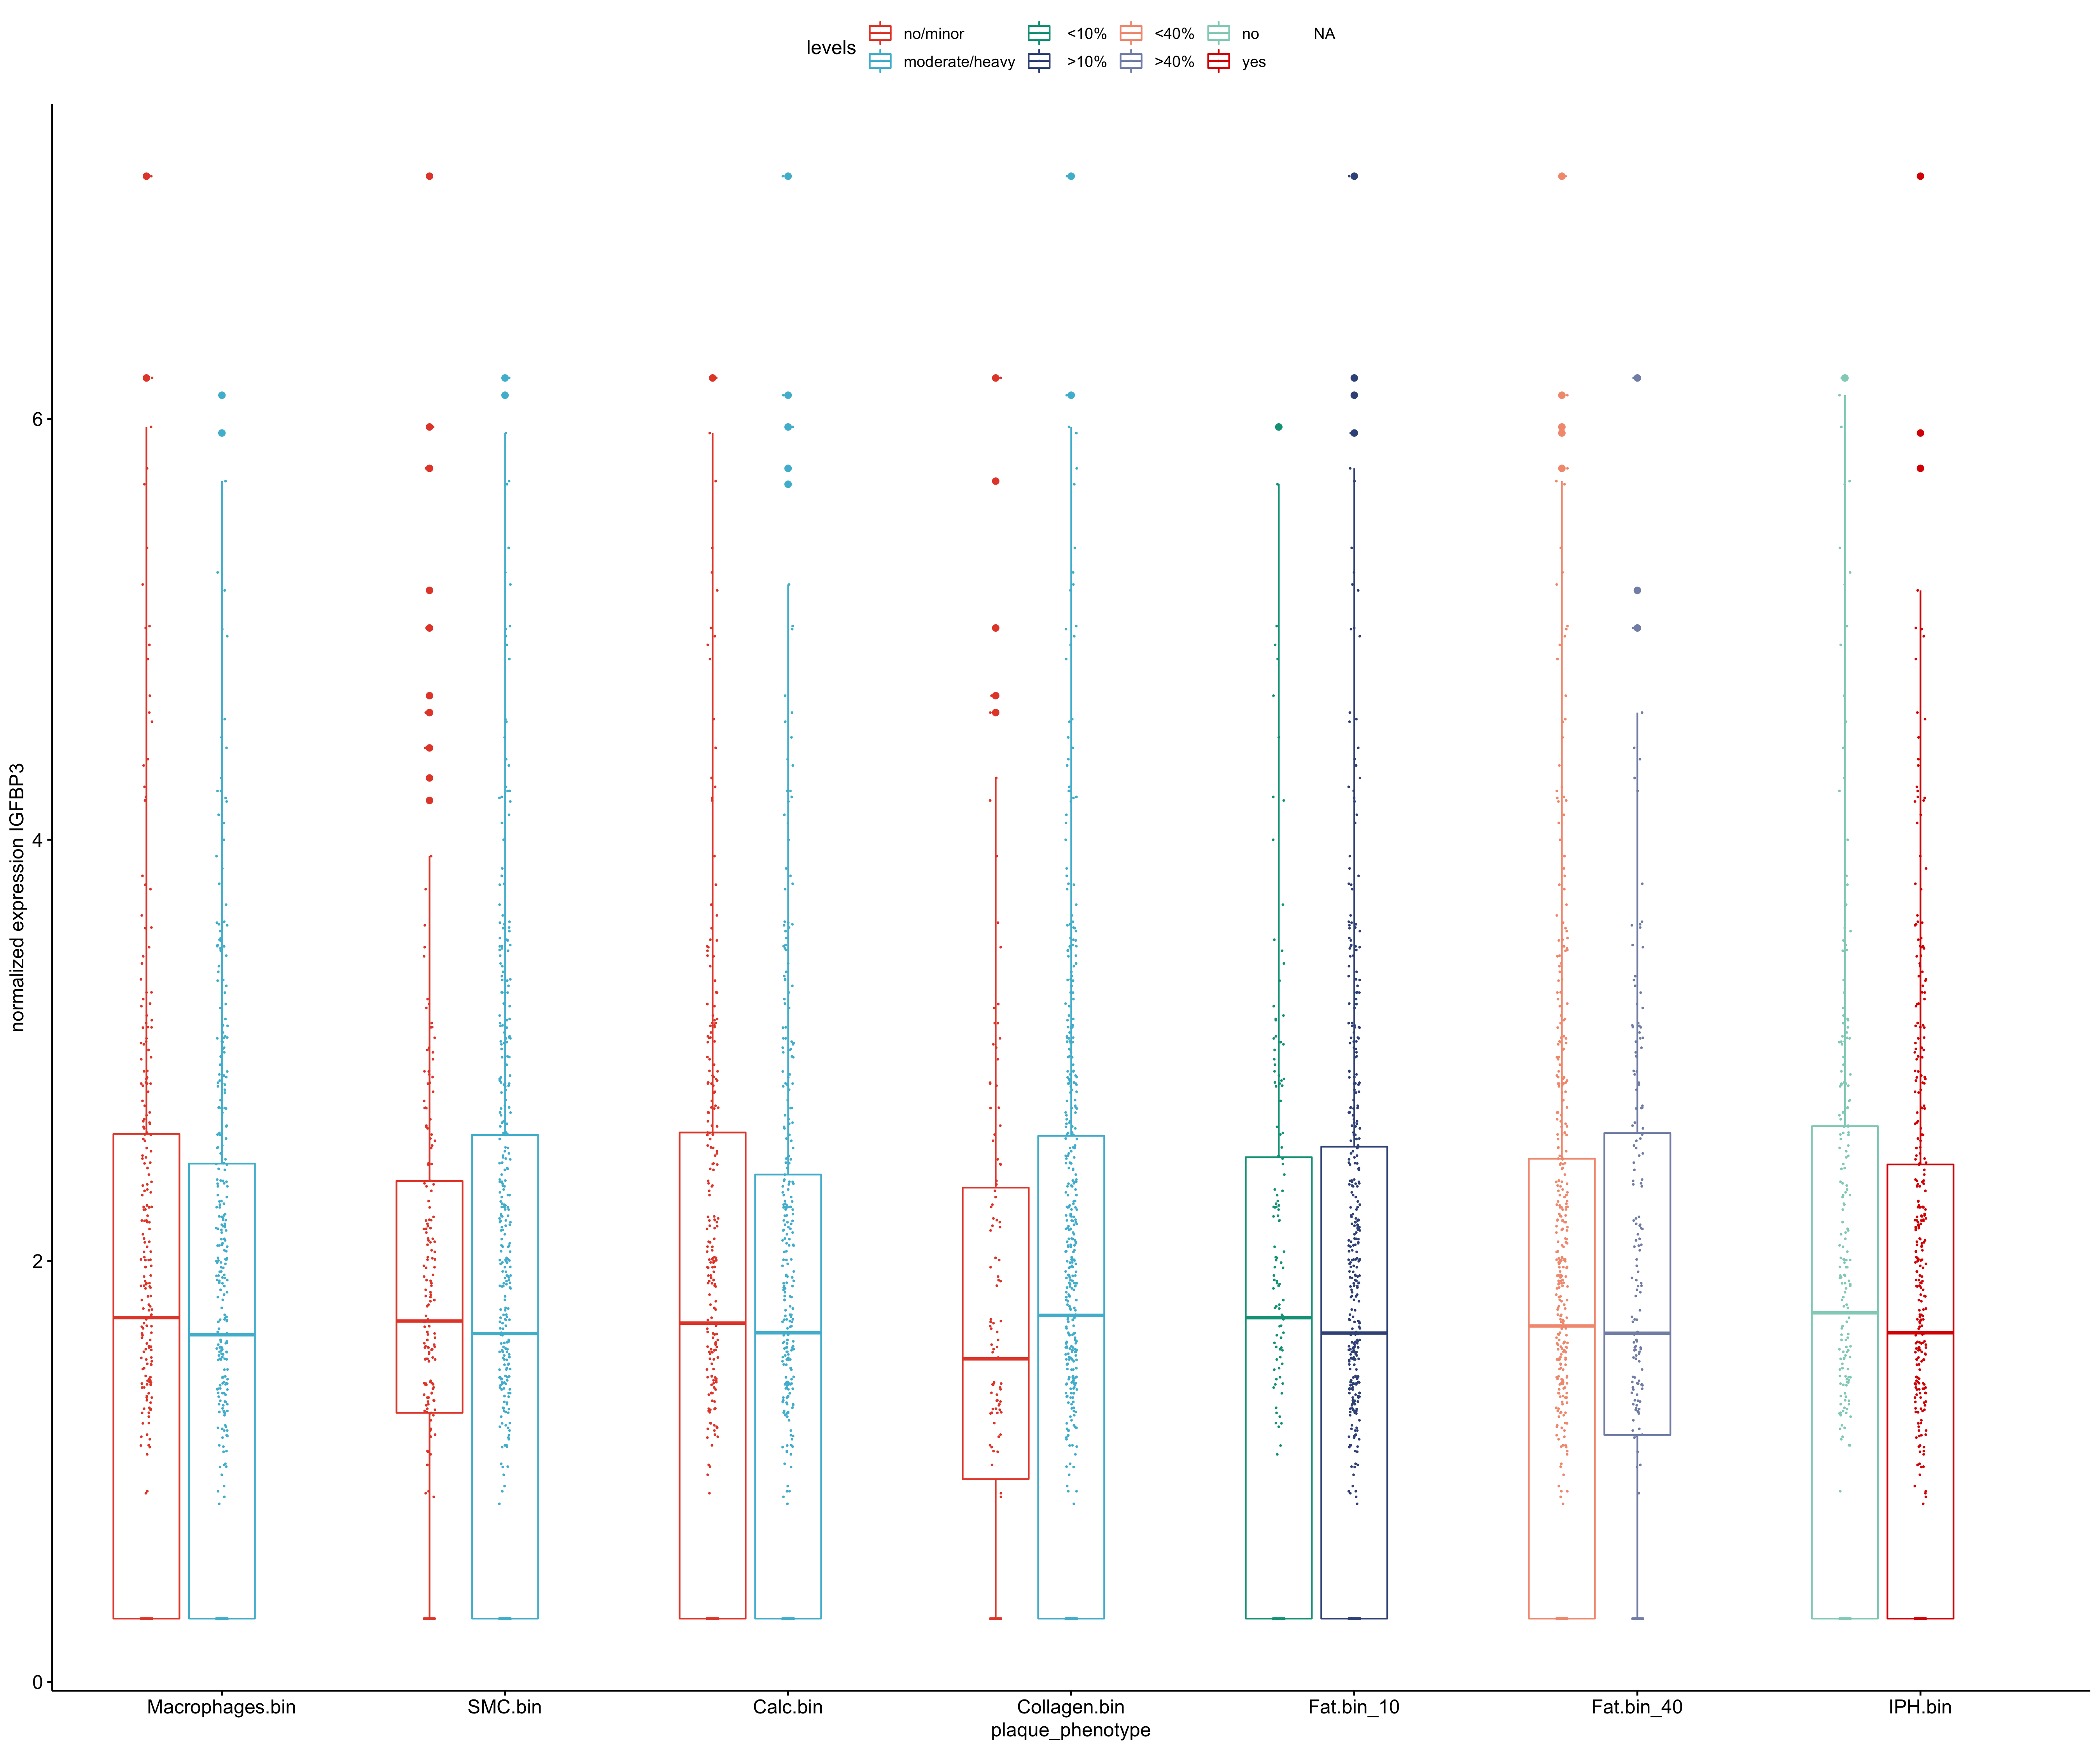 levels
no/minor <10% <40% no NA
moderate/heavy >10% >40% yes
normalized expression IGFBP3
6
4
2
0
Macrophages.bin SMC.bin Calc.bin Collagen.bin Fat.bin_10 Fat.bin_40 IPH.bin
plaque_phenotype